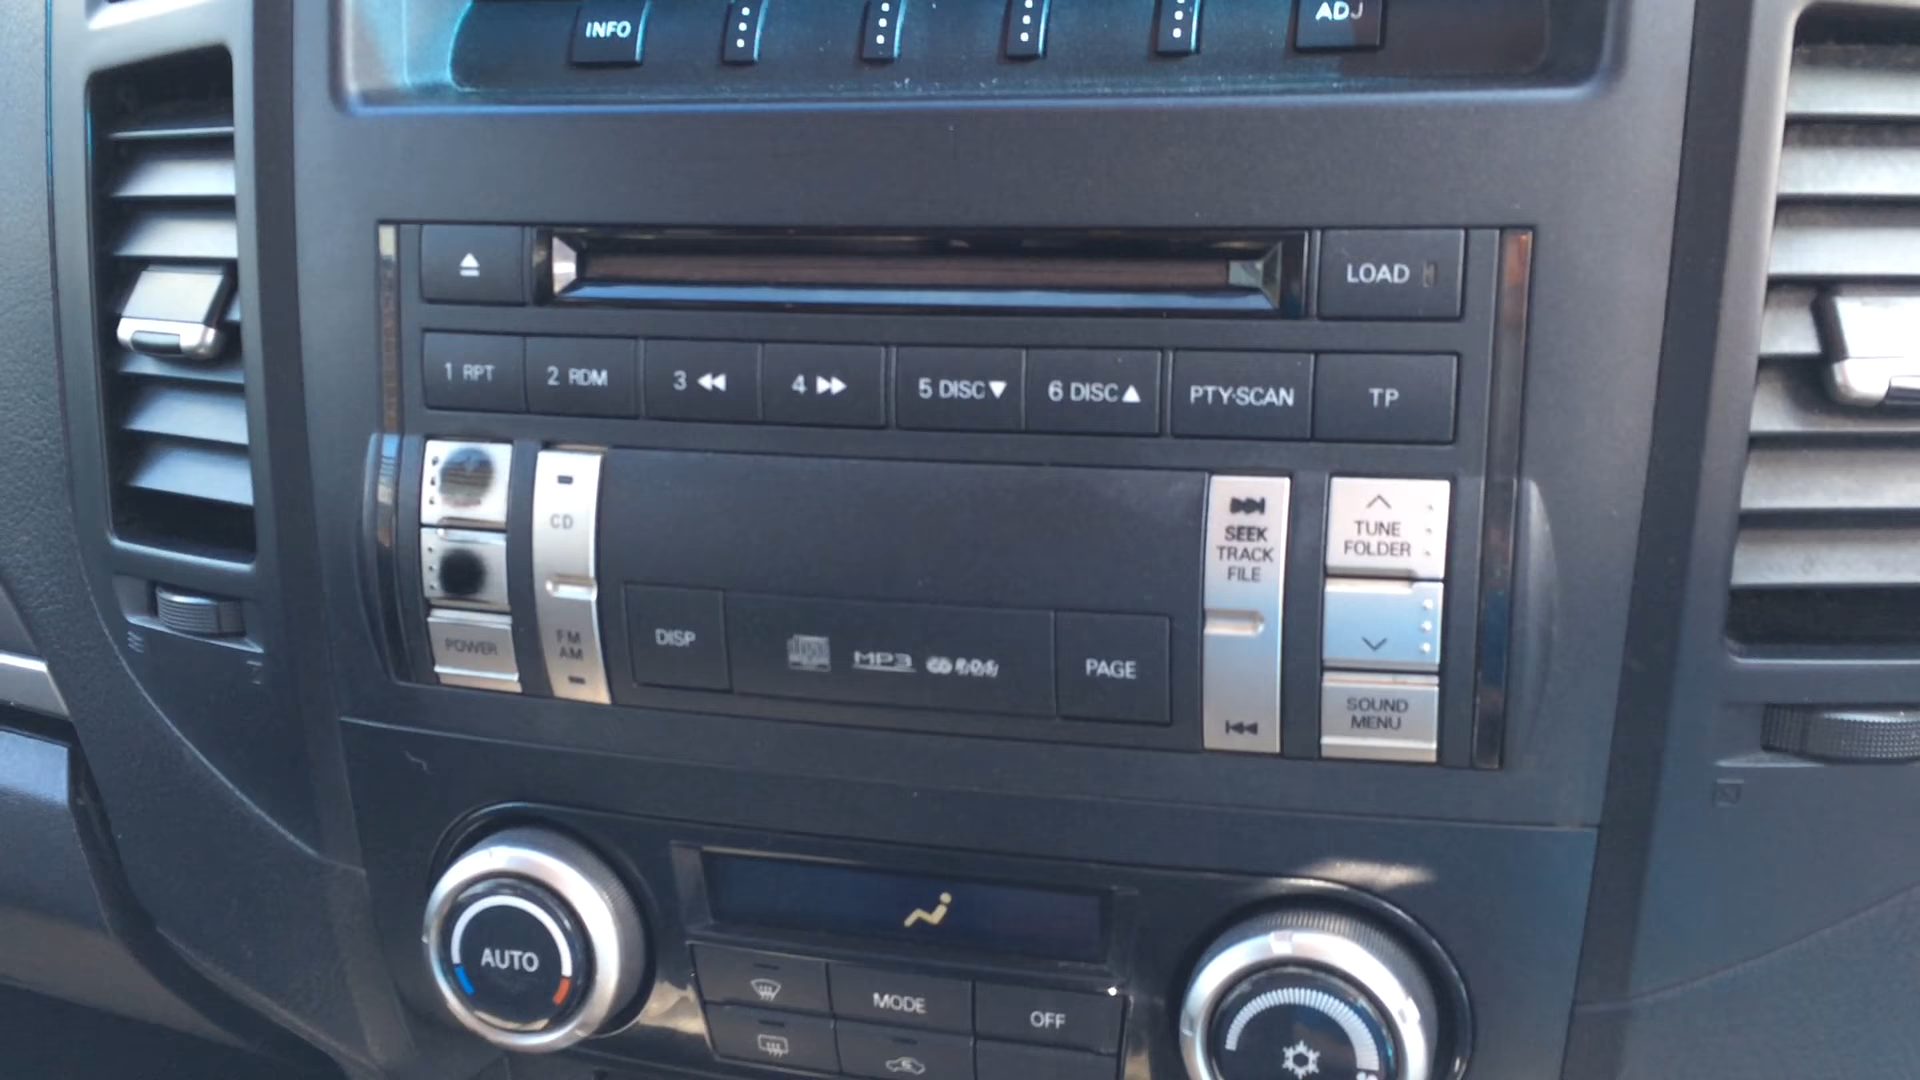 INFO
ADJ
LOAD
1 RPT
2 RDM
3
4
5 DISC▼
6 DISC▲
PTY·SCAN
TP
CD
FM
AM
POWER
DISP
MP3
PAGE
SEEK
TRACK
FILE
TUNE
FOLDER
SOUND
MENU
AUTO
MODE
OFF